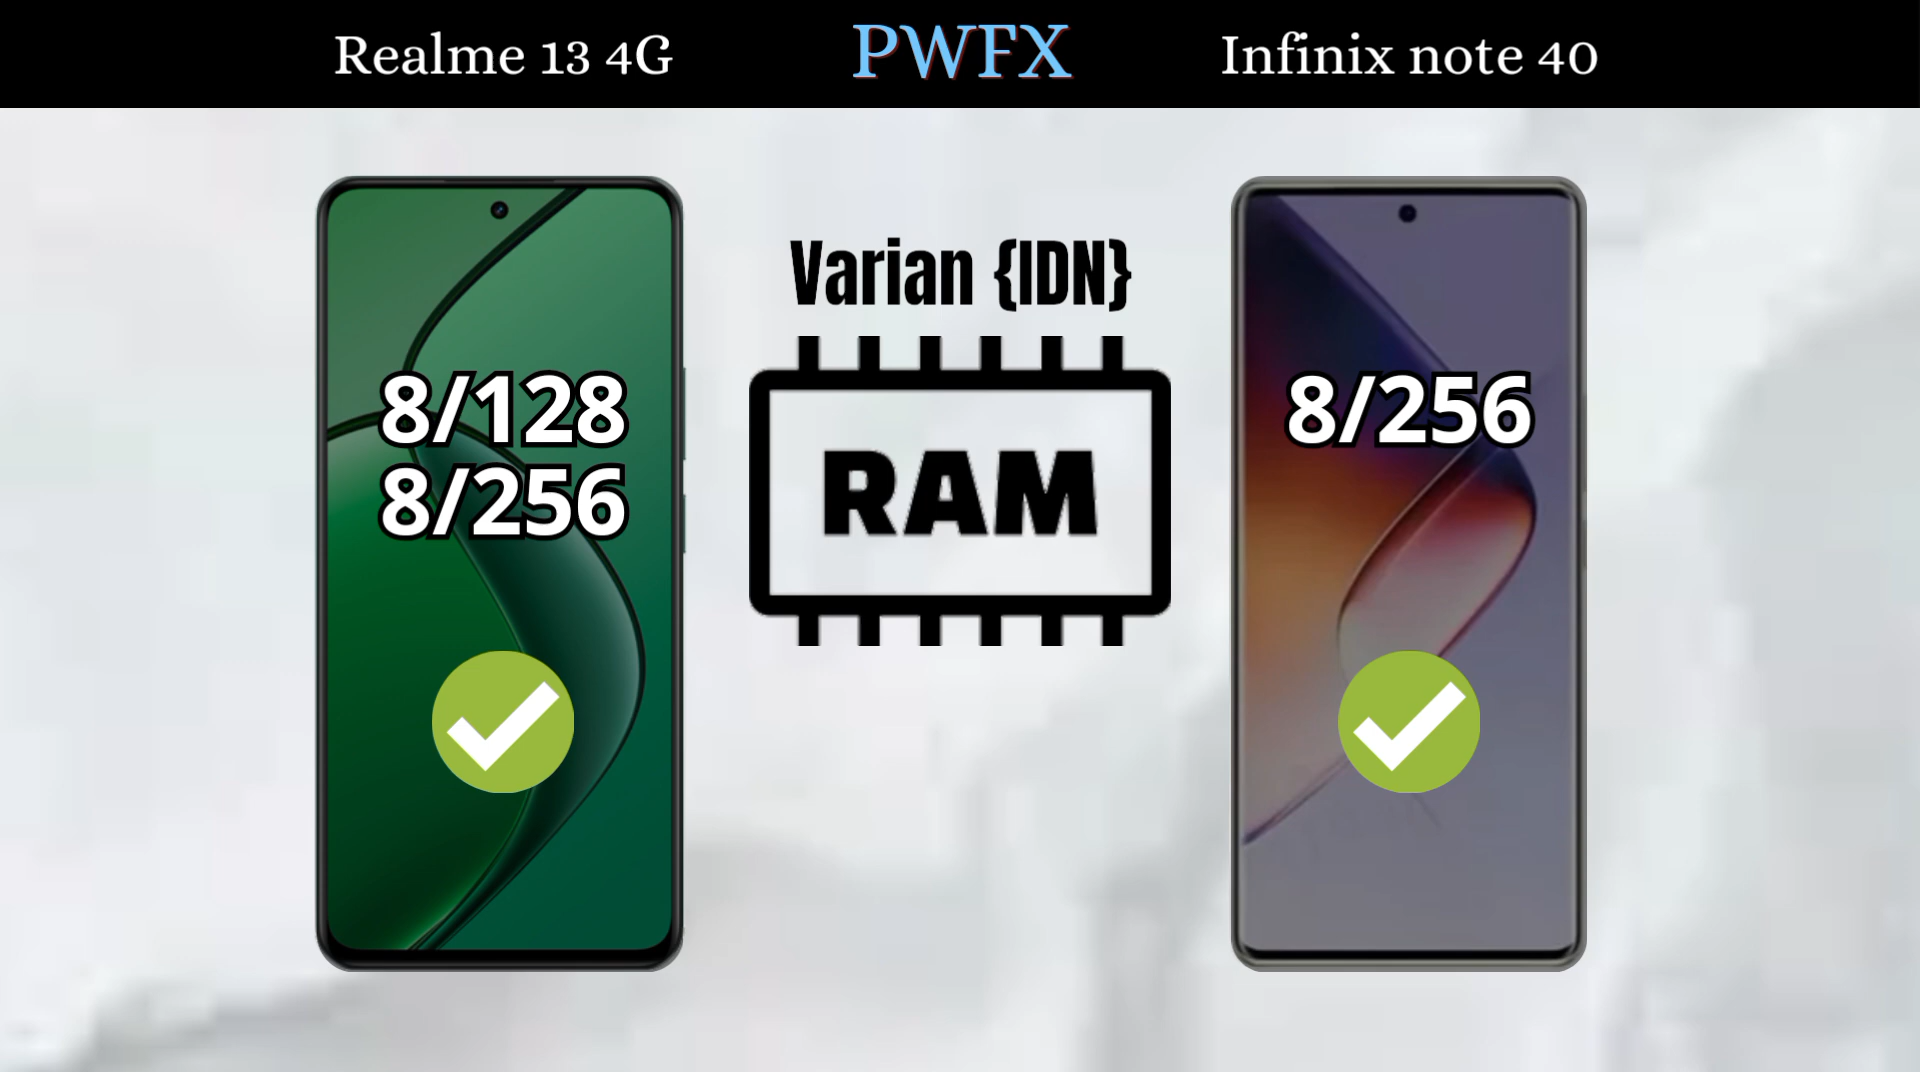 Realme 13 4G
PWFX
Infinix note 40
Varian {IDN}
8/128
8/256
RAM
8/256